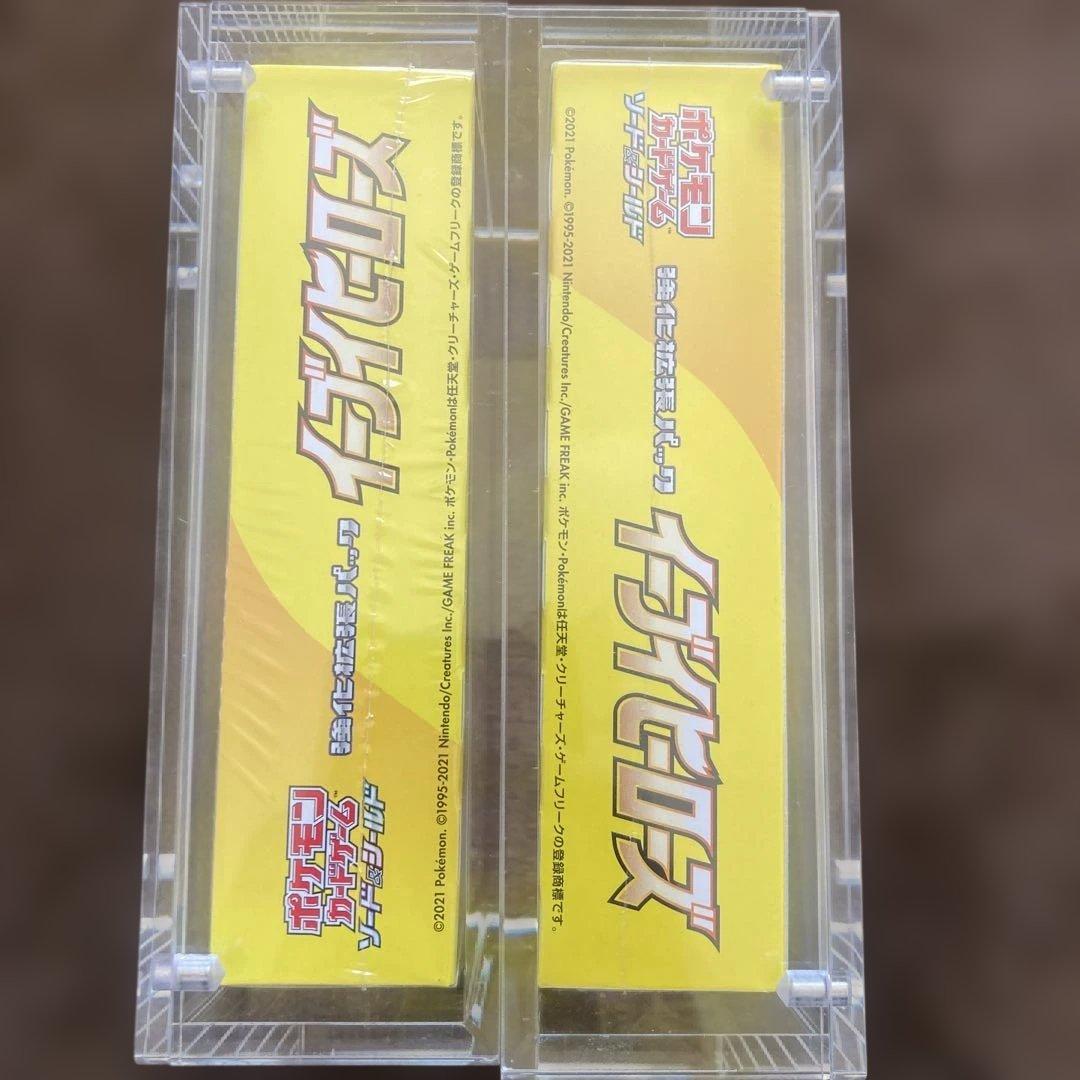 ポケモン
カードゲーム™
ソード&シールド
強化拡張パック
イーブイヒーローズ
©2021 Pokémon. ©1995-2021 Nintendo/Creatures Inc./GAME FREAK inc. ポケモン・Pokémonは任天堂・クリーチャーズ・ゲームフリークの登録商標です。
ポケモン
カードゲーム™
ソード&シールド
強化拡張パック
イーブイヒーローズ
©2021 Pokémon. ©1995-2021 Nintendo/Creatures Inc./GAME FREAK inc. ポケモン・Pokémonは任天堂・クリーチャーズ・ゲームフリークの登録商標です。